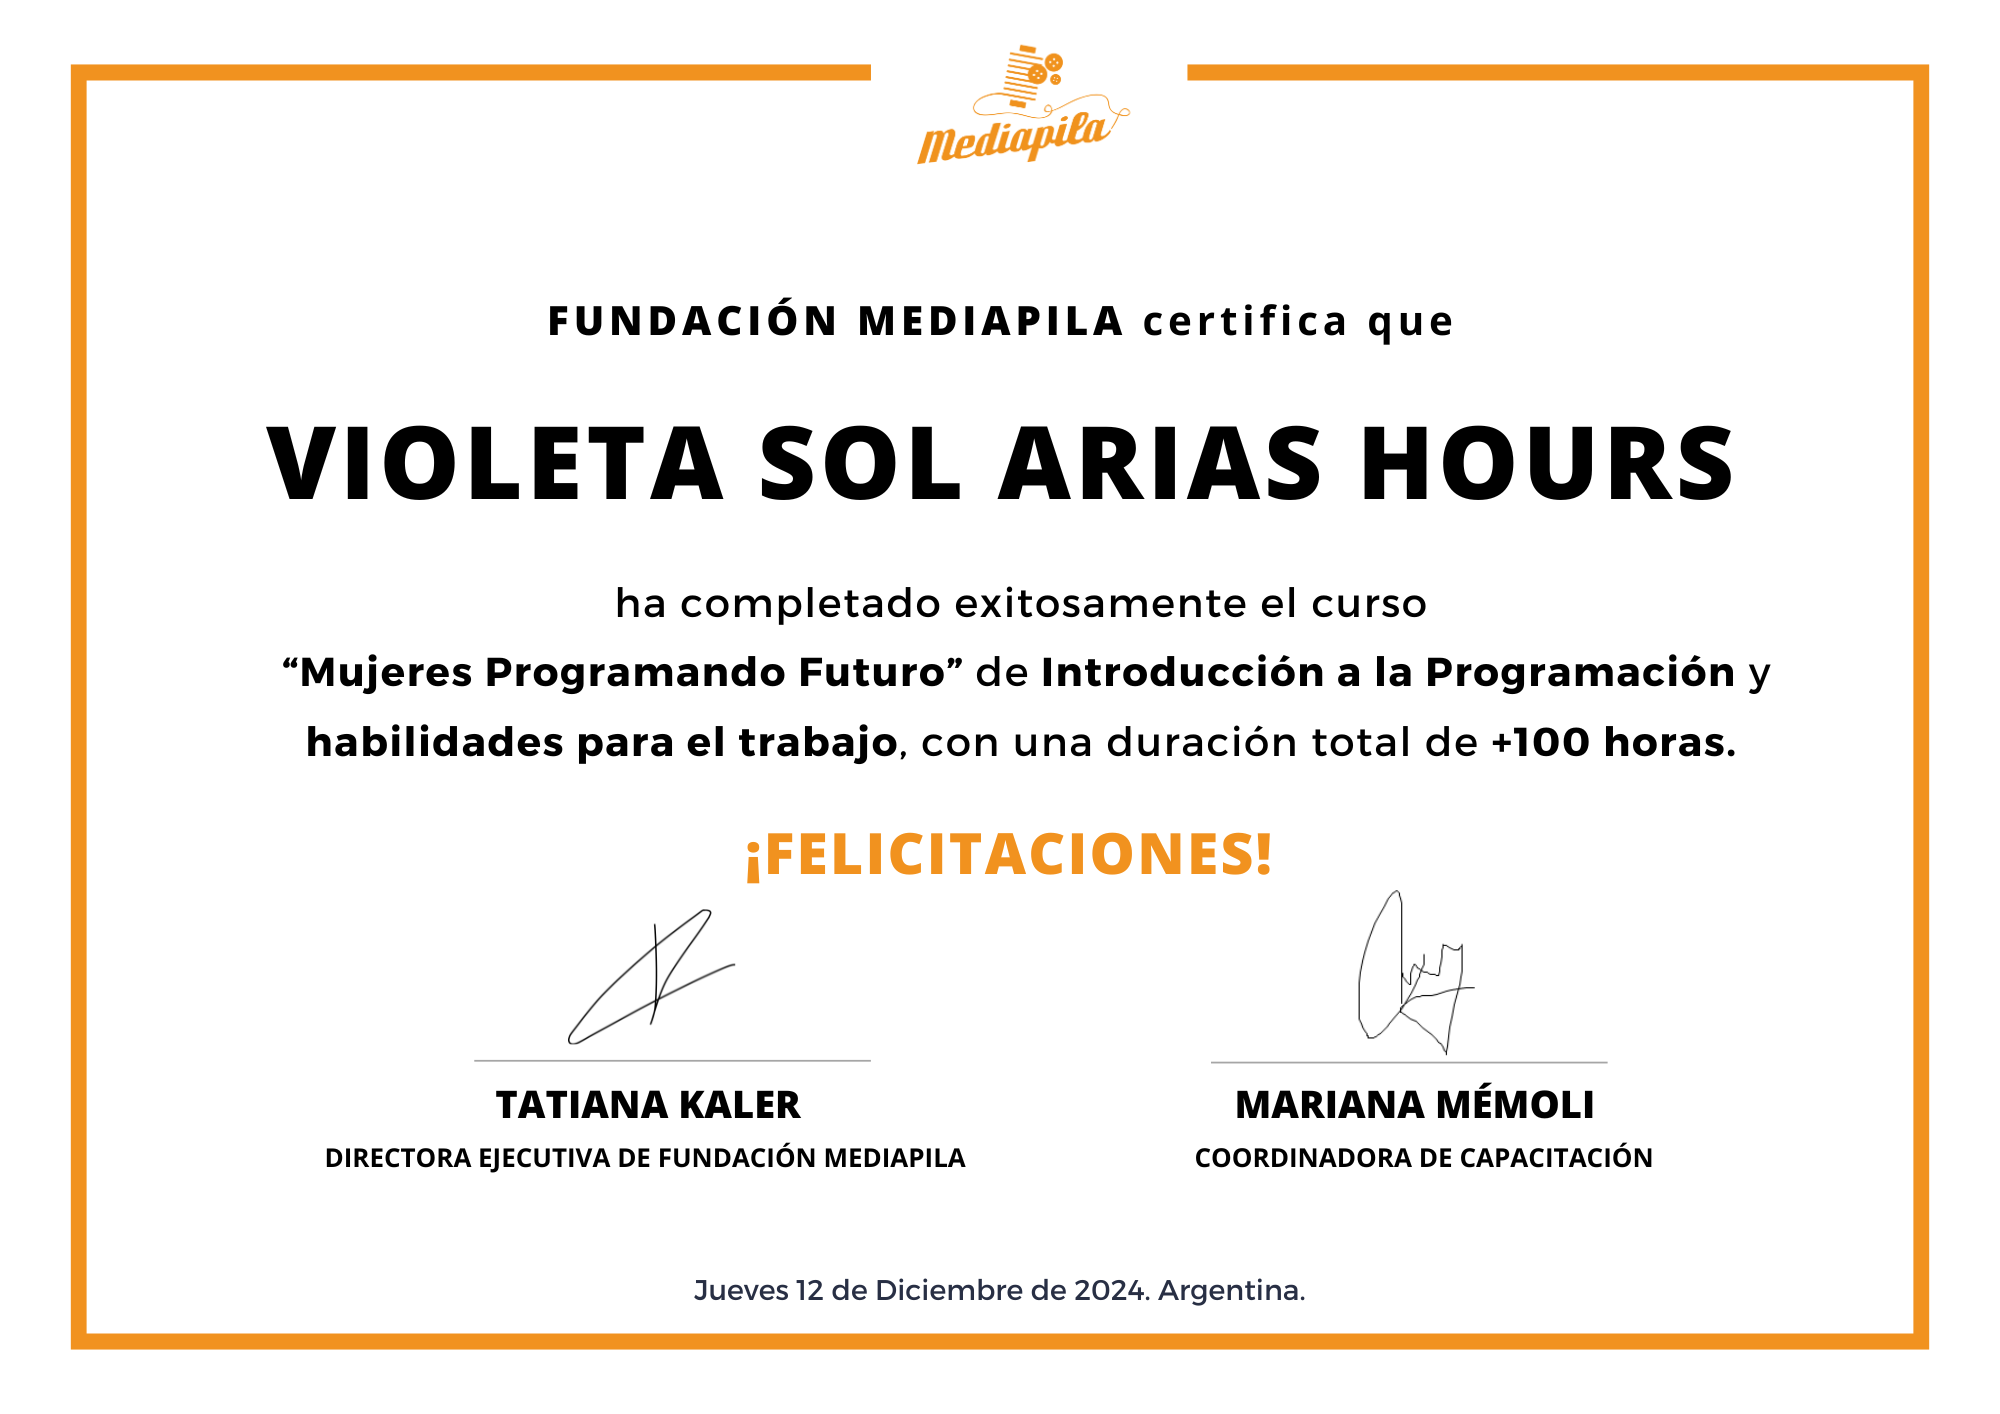 Mediapila
FUNDACIÓN MEDIAPILA certifica que
VIOLETA SOL ARIAS HOURS
ha completado exitosamente el curso
“Mujeres Programando Futuro” de Introducción a la Programación y
habilidades para el trabajo, con una duración total de +100 horas.
¡FELICITACIONES!
TATIANA KALER
DIRECTORA EJECUTIVA DE FUNDACIÓN MEDIAPILA
MARIANA MÉMOLI
COORDINADORA DE CAPACITACIÓN
Jueves 12 de Diciembre de 2024. Argentina.